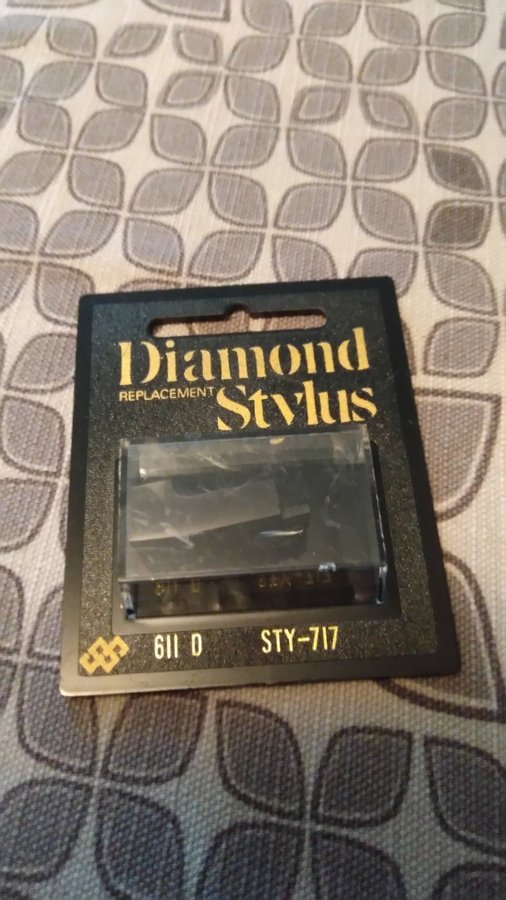 Diamond
REPLACEMENT Stylus
611 D STY-717